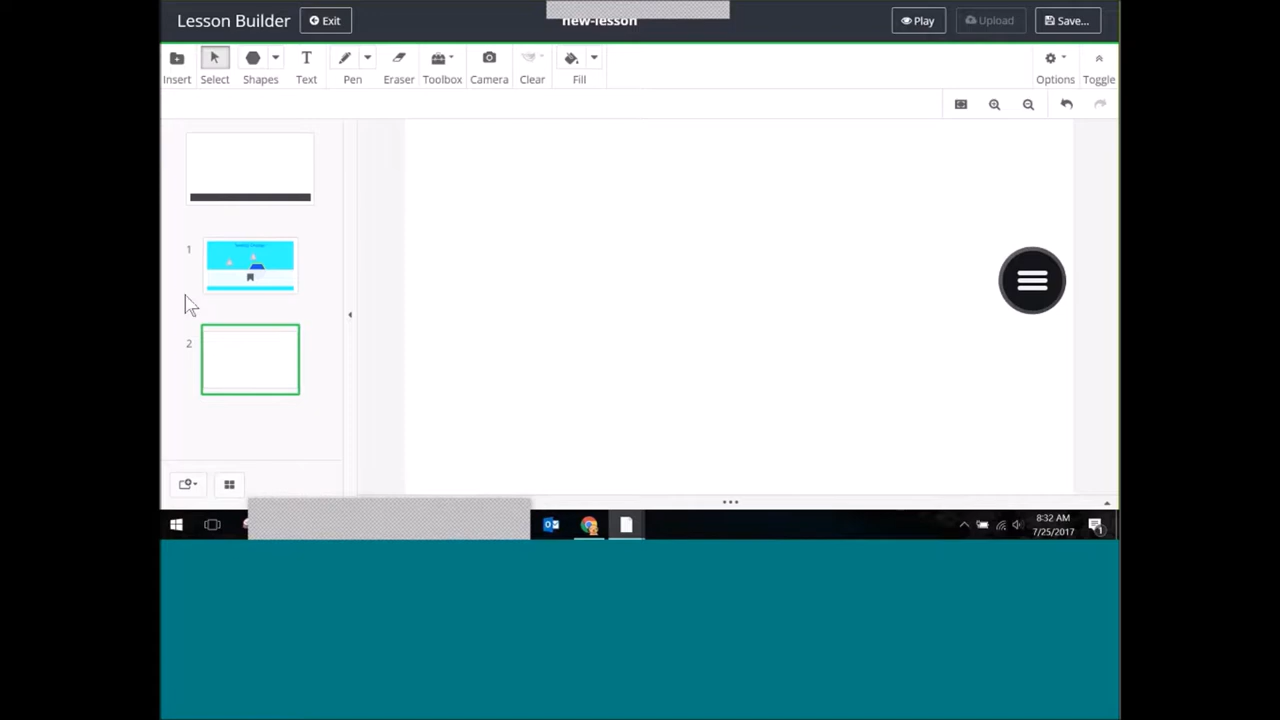 Lesson Builder
Exit
new-lesson
Play
Upload
Save...
Insert
Select
Shapes
Text
Pen
Eraser
Toolbox
Camera
Clear
Fill
Options
Toggle
1
2
8:32 AM
7/25/2017